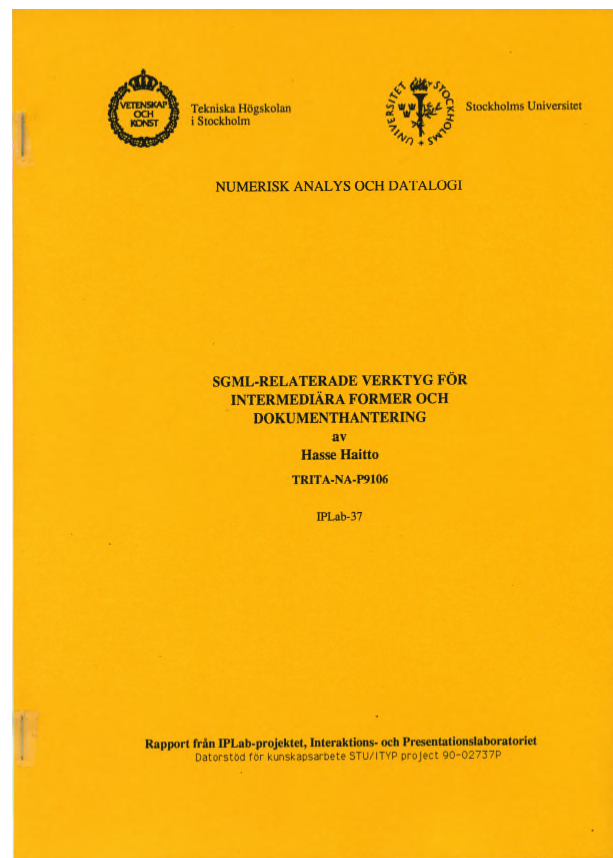 VETENSKAP
OCH
KONST
Tekniska Högskolan
i Stockholm
STOCKHOLMS UNIVERSITET
Stockholms Universitet
NUMERISK ANALYS OCH DATALOGI
SGML-RELATERADE VERKTYG FÖR
INTERMEDIÄRA FORMER OCH
DOKUMENTHANTERING
av
Hasse Haitto
TRITA-NA-P9106
IPLab-37
Rapport från IPLab-projektet, Interaktions- och Presentationslaboratoriet
Datorstöd för kunskapsarbete STU/ITYP project 90-02737P